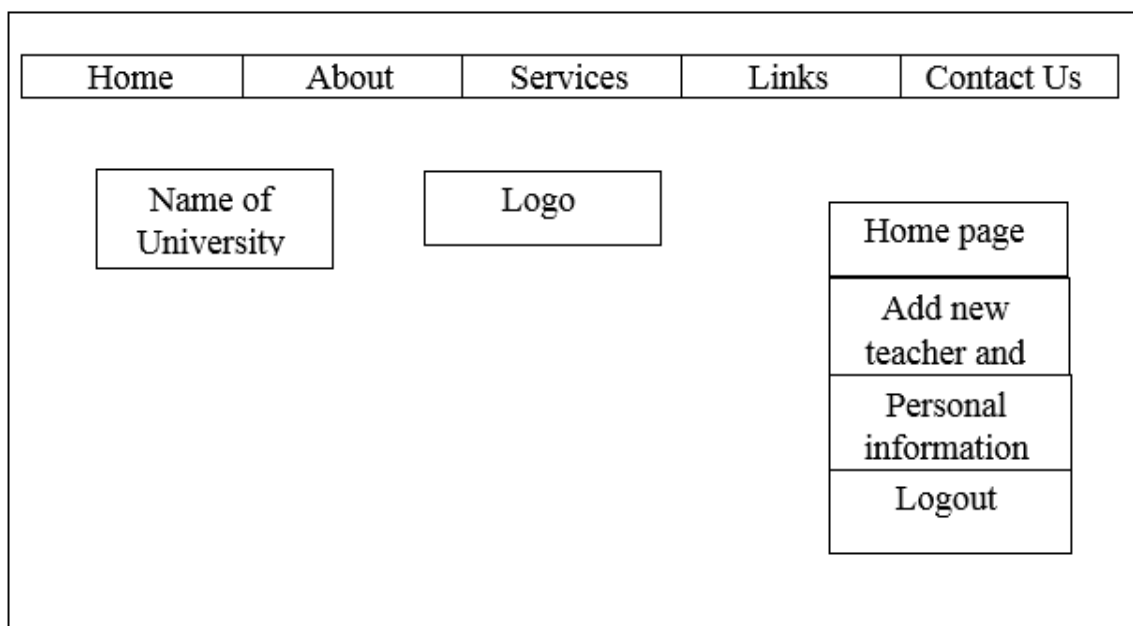 Home About Services Links Contact Us
Name of
University
Logo
Home page
Add new
teacher and
Personal
information
Logout